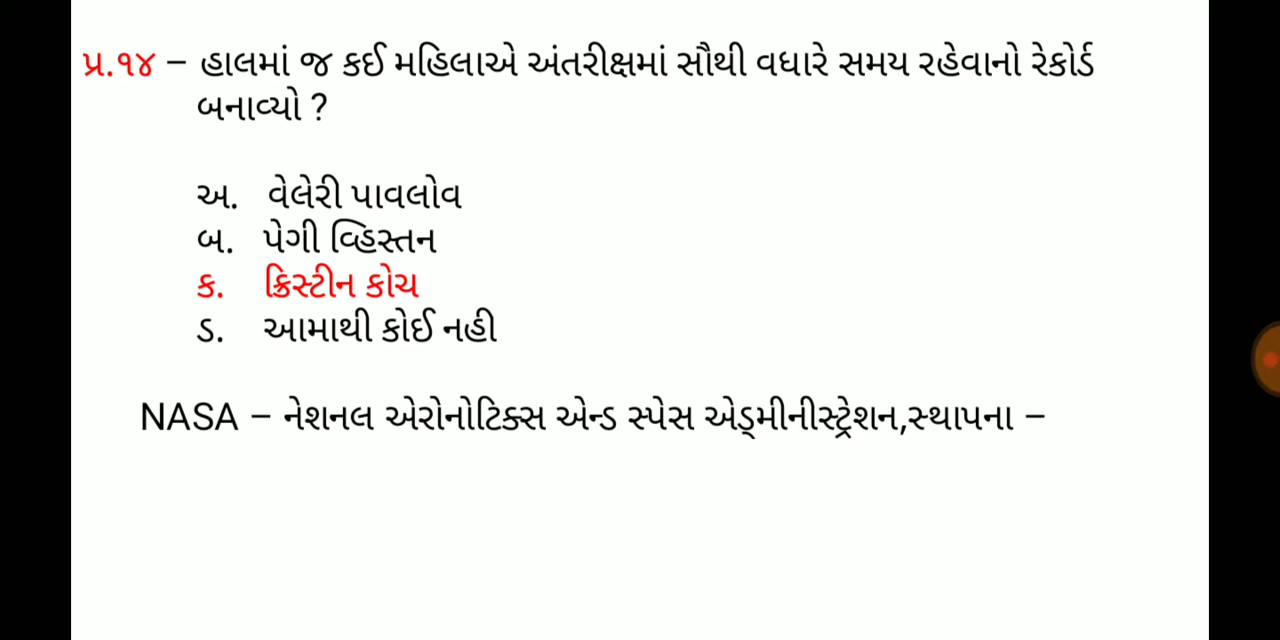 પ્ર.૧૪ – હાલમાં જ કઈ મહિલાએ અંતરીક્ષમાં સૌથી વધારે સમય રહેવાનો રેકોર્ડ
બનાવ્યો ?
અ. વેલેરી પાવલોવ
બ. પેગી વ્હિસ્તન
ક. ક્રિસ્ટીન કોચ
ડ. આમાથી કોઈ નહી
NASA – નેશનલ એરોનોટિક્સ એન્ડ સ્પેસ એડ્મીનીસ્ટ્રેશન,સ્થાપના –